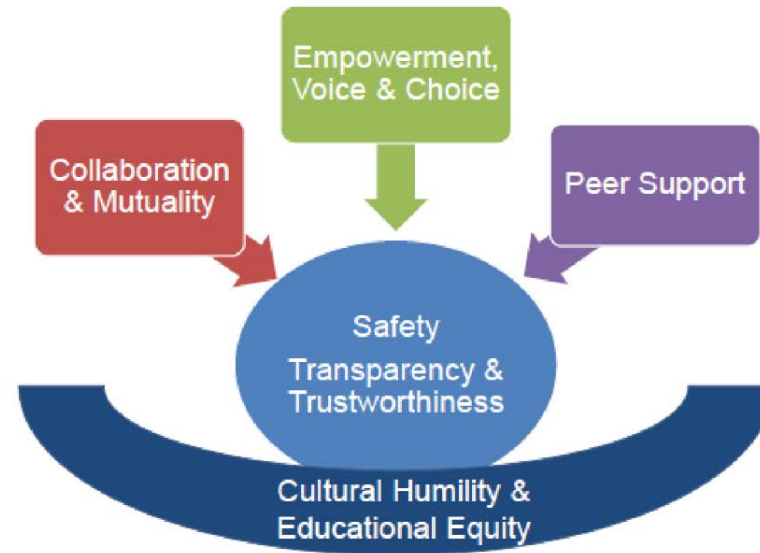 Empowerment,
Voice & Choice
Collaboration
& Mutuality
Peer Support
Safety
Transparency &
Trustworthiness
Cultural Humility &
Educational Equity